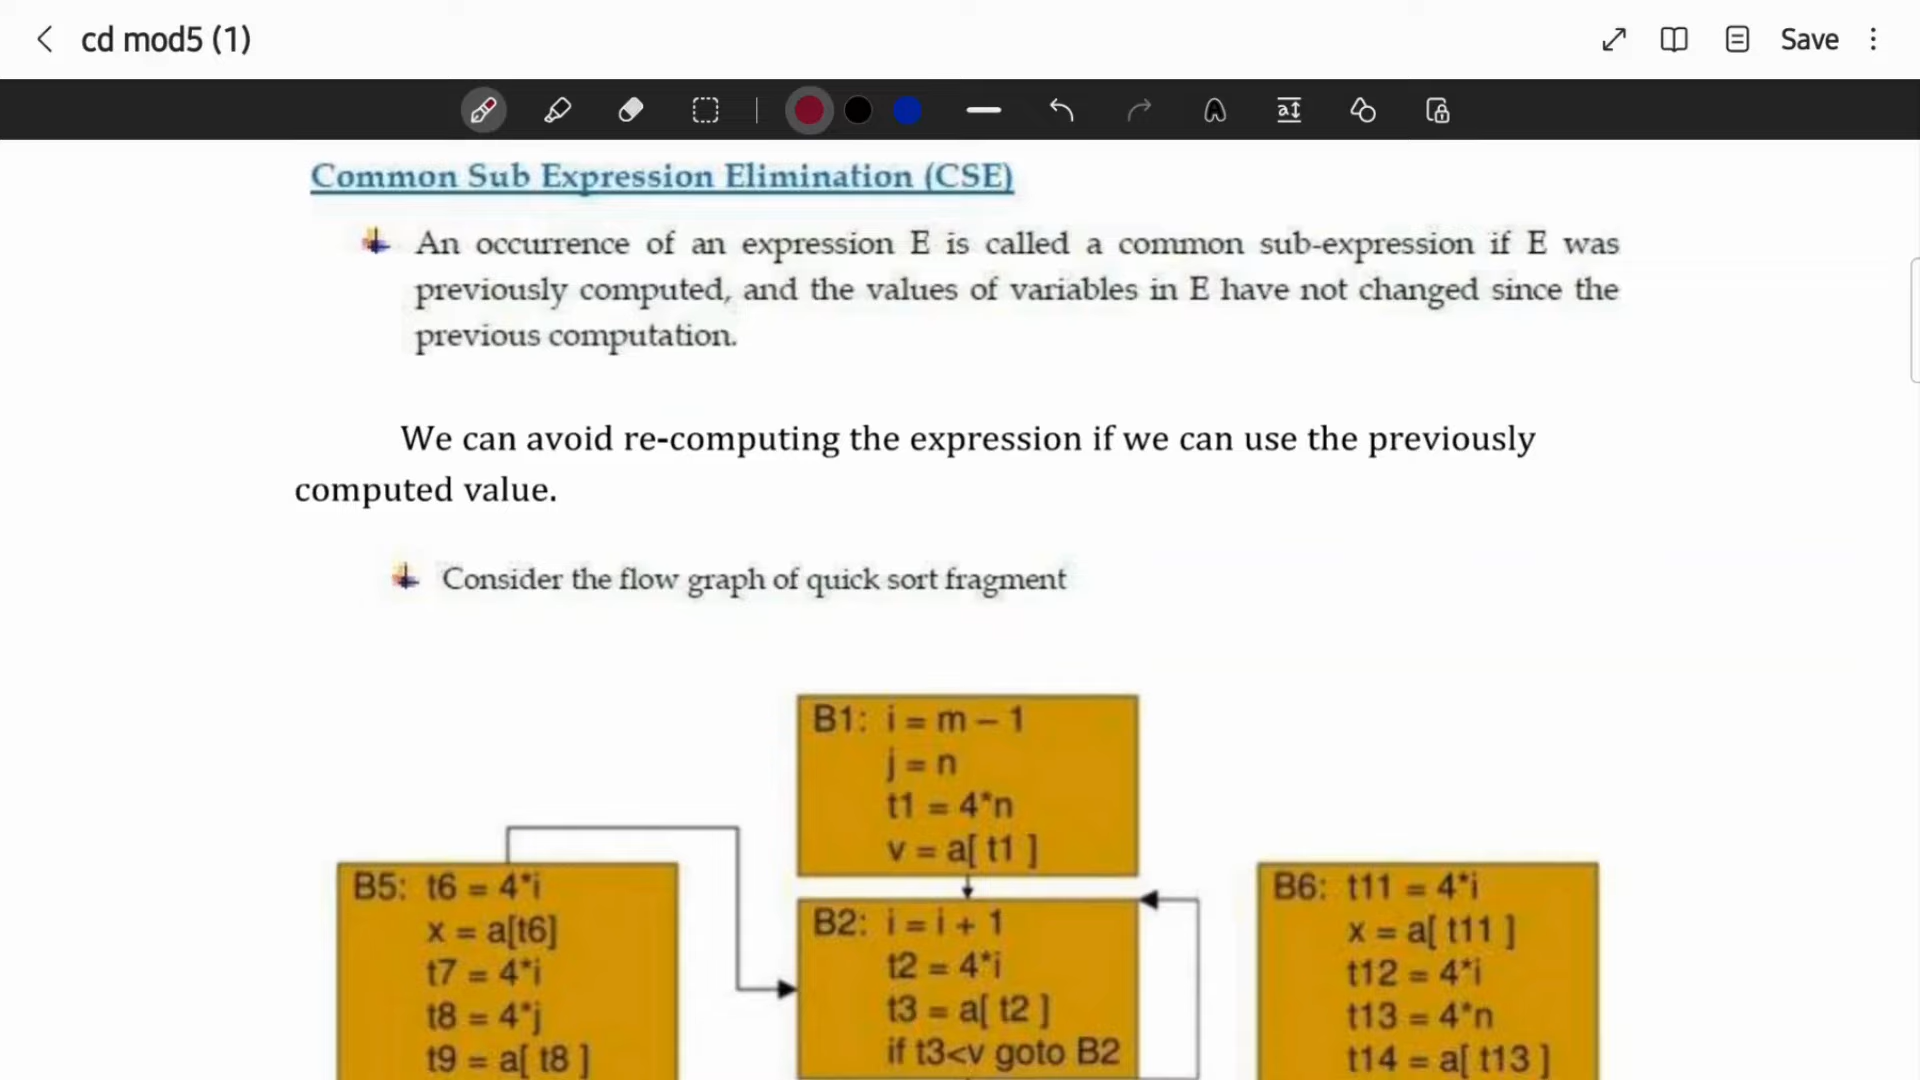 cd mod5 (1)
Save
Common Sub Expression Elimination (CSE)
An occurrence of an expression E is called a common sub-expression if E was
previously computed, and the values of variables in E have not changed since the
previous computation.
We can avoid re-computing the expression if we can use the previously
computed value.
Consider the flow graph of quick sort fragment
B1: i = m – 1
j = n
t1 = 4*n
v = a[ t1 ]
B5: t6 = 4*i
x = a[t6]
t7 = 4*i
t8 = 4*j
t9 = a[ t8 ]
B2: i = i + 1
t2 = 4*i
t3 = a[ t2 ]
if t3<v goto B2
B6: t11 = 4*i
x = a[ t11 ]
t12 = 4*i
t13 = 4*n
t14 = a[ t13 ]